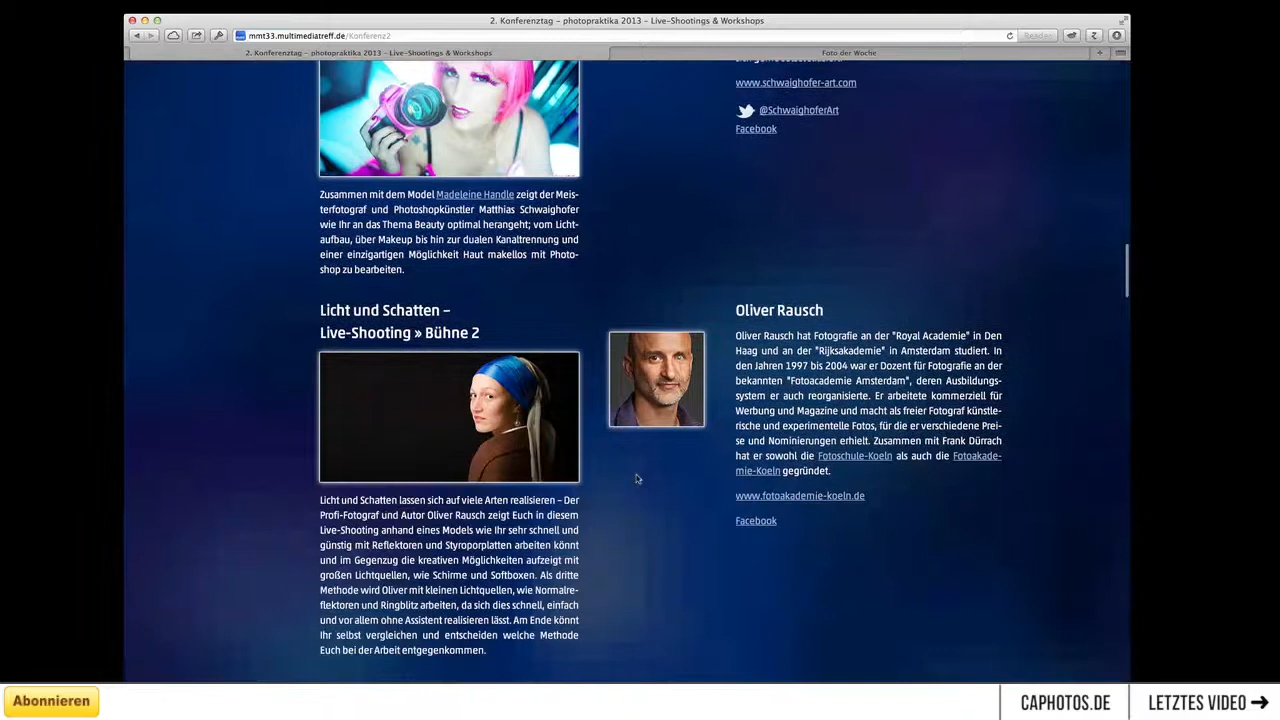 2. Konferenztag – photopraktika 2013 – Live-Shootings & Workshops
mmt33.multimediatreff.de/Konferenz2
Reader
2. Konferenztag – photopraktika 2013 – Live-Shootings & Workshops
Foto der Woche
www.schwaighofer-art.com
@SchwaighoferArt
Facebook
Zusammen mit dem Model Madeleine Handle zeigt der Meis-
terfotograf und Photoshopkünstler Matthias Schwaighofer
wie Ihr an das Thema Beauty optimal herangeht; vom Licht-
aufbau, über Makeup bis hin zur dualen Kanaltrennung und
einer einzigartigen Möglichkeit Haut makellos mit Photo-
shop zu bearbeiten.
Licht und Schatten –
Live-Shooting » Bühne 2
Licht und Schatten lassen sich auf viele Arten realisieren – Der
Profi-Fotograf und Autor Oliver Rausch zeigt Euch in diesem
Live-Shooting anhand eines Models wie Ihr sehr schnell und
günstig mit Reflektoren und Styroporplatten arbeiten könnt
und im Gegenzug die kreativen Möglichkeiten aufzeigt mit
großen Lichtquellen, wie Schirme und Softboxen. Als dritte
Methode wird Oliver mit kleinen Lichtquellen, wie Normalre-
flektoren und Ringblitz arbeiten, da sich dies schnell, einfach
und vor allem ohne Assistent realisieren lässt. Am Ende könnt
Ihr selbst vergleichen und entscheiden welche Methode
Euch bei der Arbeit entgegenkommen.
Oliver Rausch
Oliver Rausch hat Fotografie an der "Royal Academie" in Den
Haag und an der "Rijksakademie" in Amsterdam studiert. In
den Jahren 1997 bis 2004 war er Dozent für Fotografie an der
bekannten "Fotoacademie Amsterdam", deren Ausbildungs-
system er auch reorganisierte. Er arbeitete kommerziell für
Werbung und Magazine und macht als freier Fotograf künstle-
rische und experimentelle Fotos, für die er verschiedene Prei-
se und Nominierungen erhielt. Zusammen mit Frank Dürrach
hat er sowohl die Fotoschule-Koeln als auch die Fotoakade-
mie-Koeln gegründet.
www.fotoakademie-koeln.de
Facebook
Abonnieren
CAPHOTOS.DE
LETZTES VIDEO